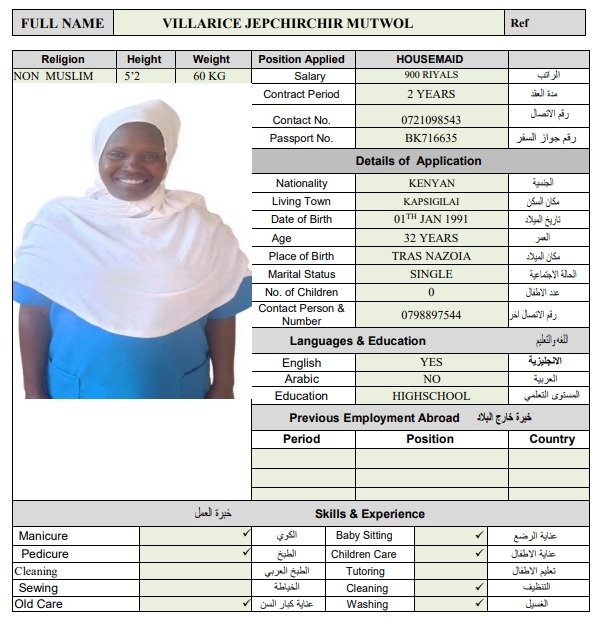 FULL NAME VILLARICE JEPCHIRCHIR MUTWOL Ref
Religion Height Weight Position Applied HOUSEMAID
NON MUSLIM 5'2 60 KG Salary 900 RIYALS الراتب
Contract Period 2 YEARS مدة العقد
Contact No. 0721098543 رقم الاتصال
Passport No. BK716635 رقم جواز السفر
Details of Application
Nationality KENYAN الجنسية
Living Town KAPSIGILAI مكان السكن
Date of Birth 01TH JAN 1991 تاريخ الميلاد
Age 32 YEARS العمر
Place of Birth TRAS NAZOIA مكان الميلاد
Marital Status SINGLE الحالة الاجتماعية
No. of Children 0 عدد الاطفال
Contact Person & Number 0798897544 رقم الاتصال اخر
Languages & Education اللغه والتعليم
English YES الانجليزية
Arabic NO العربية
Education HIGHSCHOOL المستوى التعلمي
Previous Employment Abroad خبرة خارج البلاد
Period Position Country
خبرة العمل Skills & Experience
Manicure ✓ الكوي Baby Sitting ✓ عناية الرضع
Pedicure ✓ الطبخ Children Care ✓ عناية الاطفال
Cleaning الطبخ العربي Tutoring تعليم الاطفال
Sewing الخياطة Cleaning ✓ التنظيف
Old Care ✓ عناية كبار السن Washing ✓ الغسيل